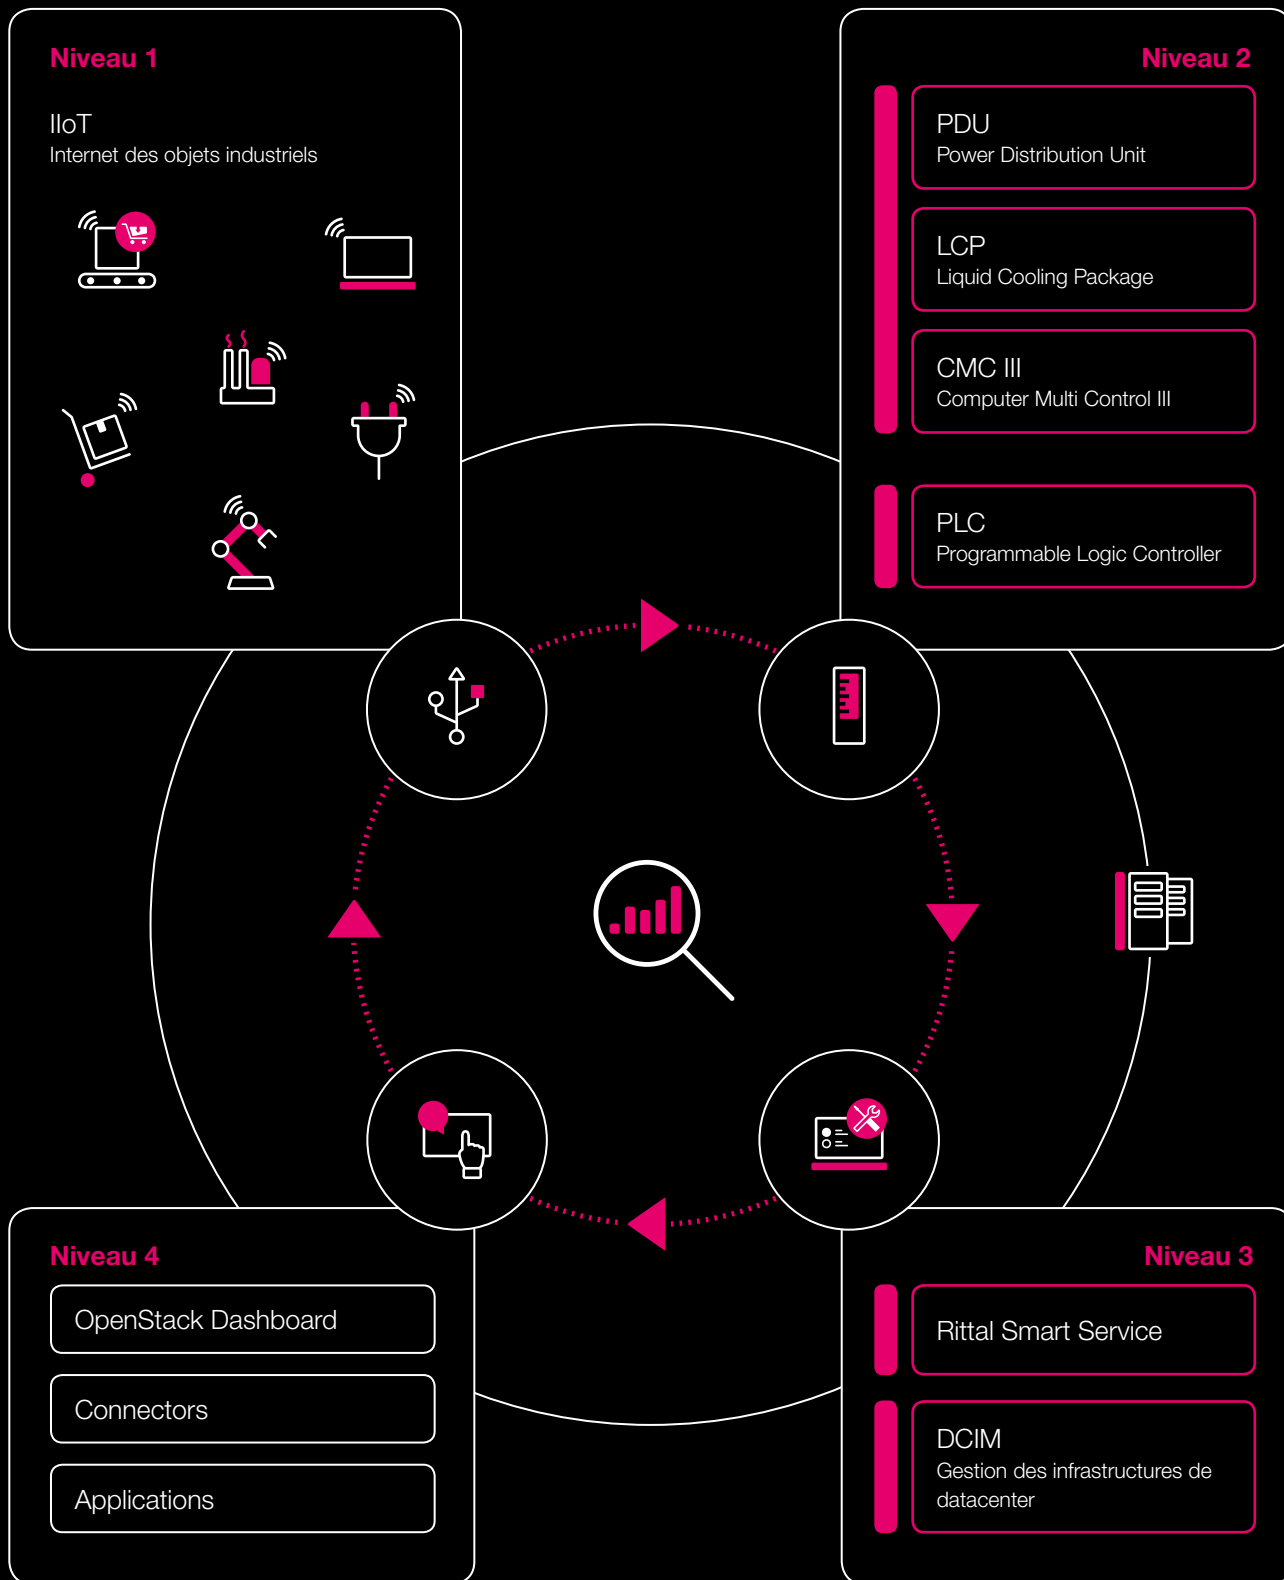 Niveau 1
IIoT
Internet des objets industriels
Niveau 2
PDU
Power Distribution Unit
LCP
Liquid Cooling Package
CMC III
Computer Multi Control III
PLC
Programmable Logic Controller
Niveau 4
OpenStack Dashboard
Connectors
Applications
Niveau 3
Rittal Smart Service
DCIM
Gestion des infrastructures de
datacenter